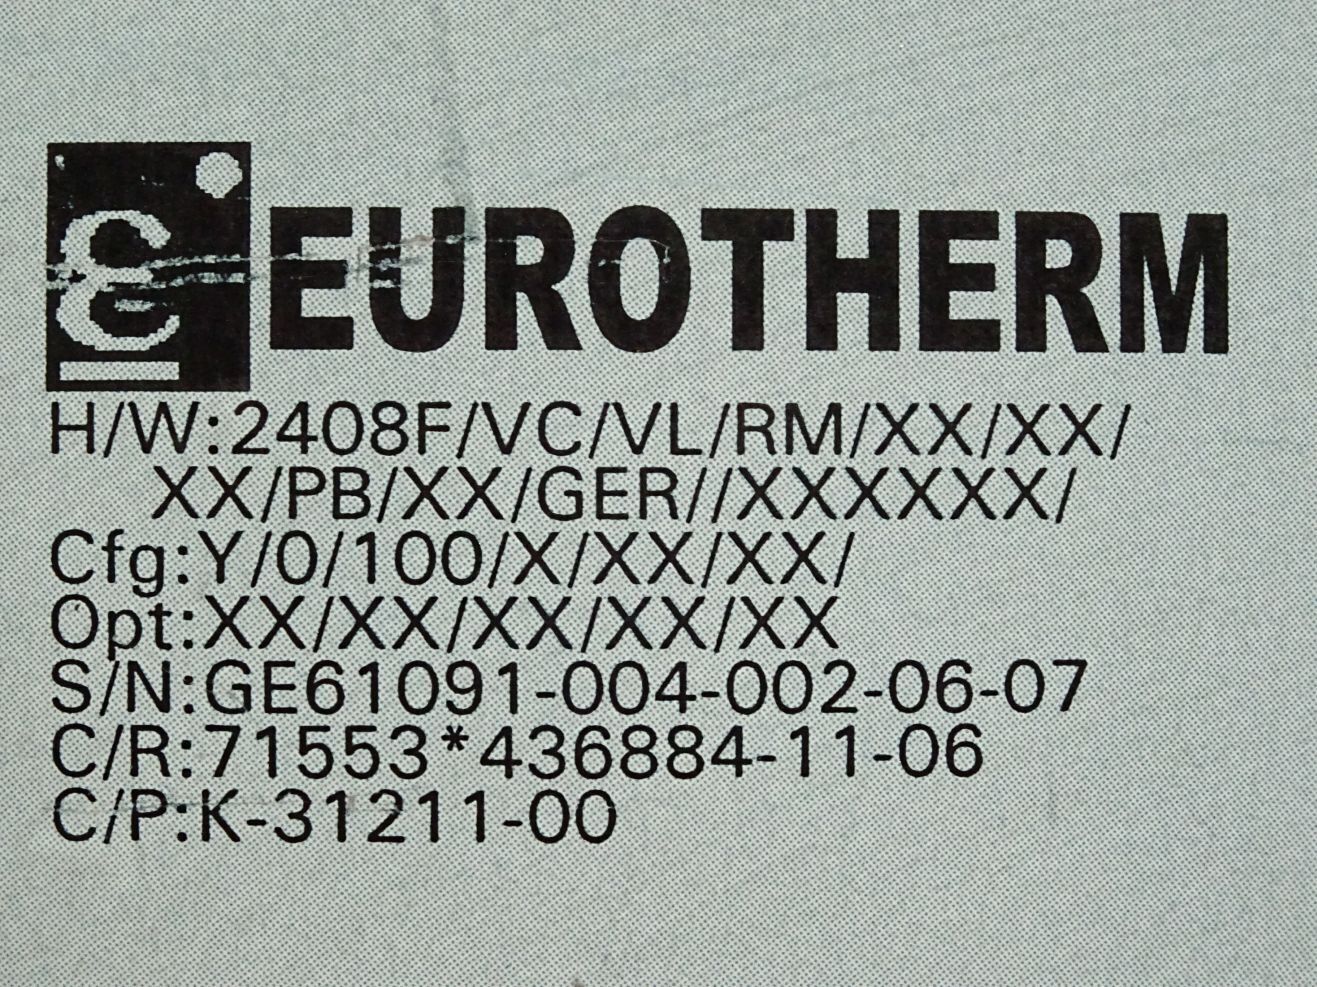 EUROTHERM
H/W:2408F/VC/VL/RM/XX/XX/
XX/PB/XX/GER//XXXXXX/
Cfg:Y/0/100/X/XX/XX/
Opt:XX/XX/XX/XX/XX
S/N:GE61091-004-002-06-07
C/R:71553*436884-11-06
C/P:K-31211-00